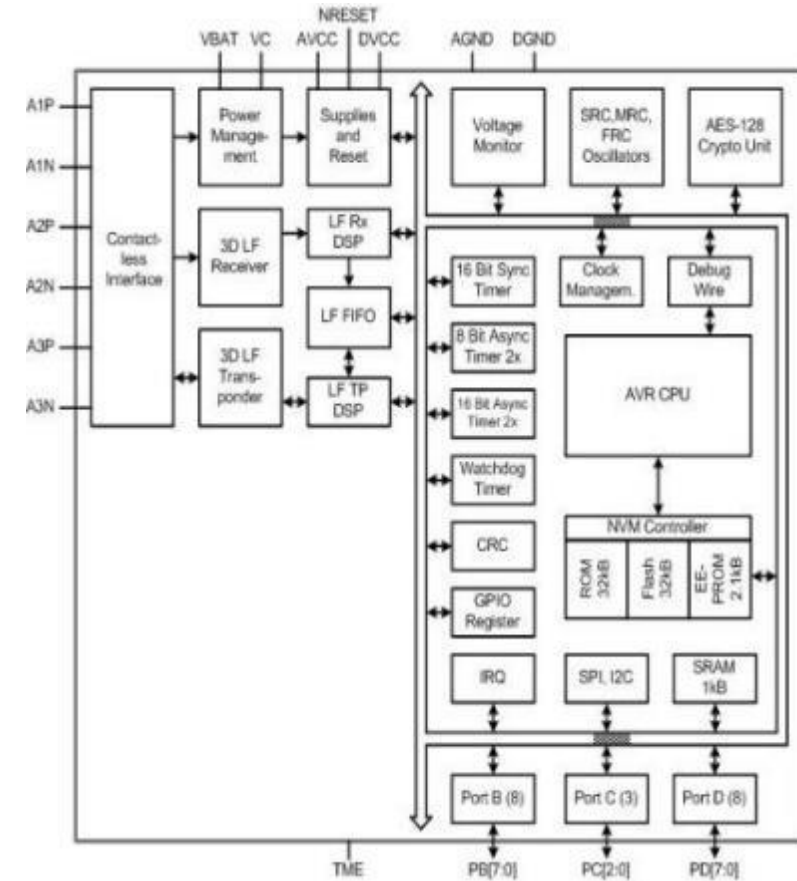 NRESET
VBAT VC AVCC DVCC AGND DGND
A1P
A1N
A2P
A2N
A3P
A3N
Contact-
less
Interface
Power
Manage-
ment
Supplies
and
Reset
3D LF
Receiver
LF Rx
DSP
LF FIFO
3D LF
Trans-
ponder
LF TP
DSP
Voltage
Monitor
SRC,MRC,
FRC
Oscillators
AES-128
Crypto Unit
16 Bit Sync
Timer
Clock
Managem.
Debug
Wire
8 Bit Async
Timer 2x
16 Bit Async
Timer 2x
AVR CPU
Watchdog
Timer
CRC
NVM Controller
ROM
32kB
Flash
32kB
EE-
PROM
2.1kB
GPIO
Register
IRQ
SPI, I2C
SRAM
1kB
Port B (8)
Port C (3)
Port D (8)
TME PB[7:0] PC[2:0] PD[7:0]